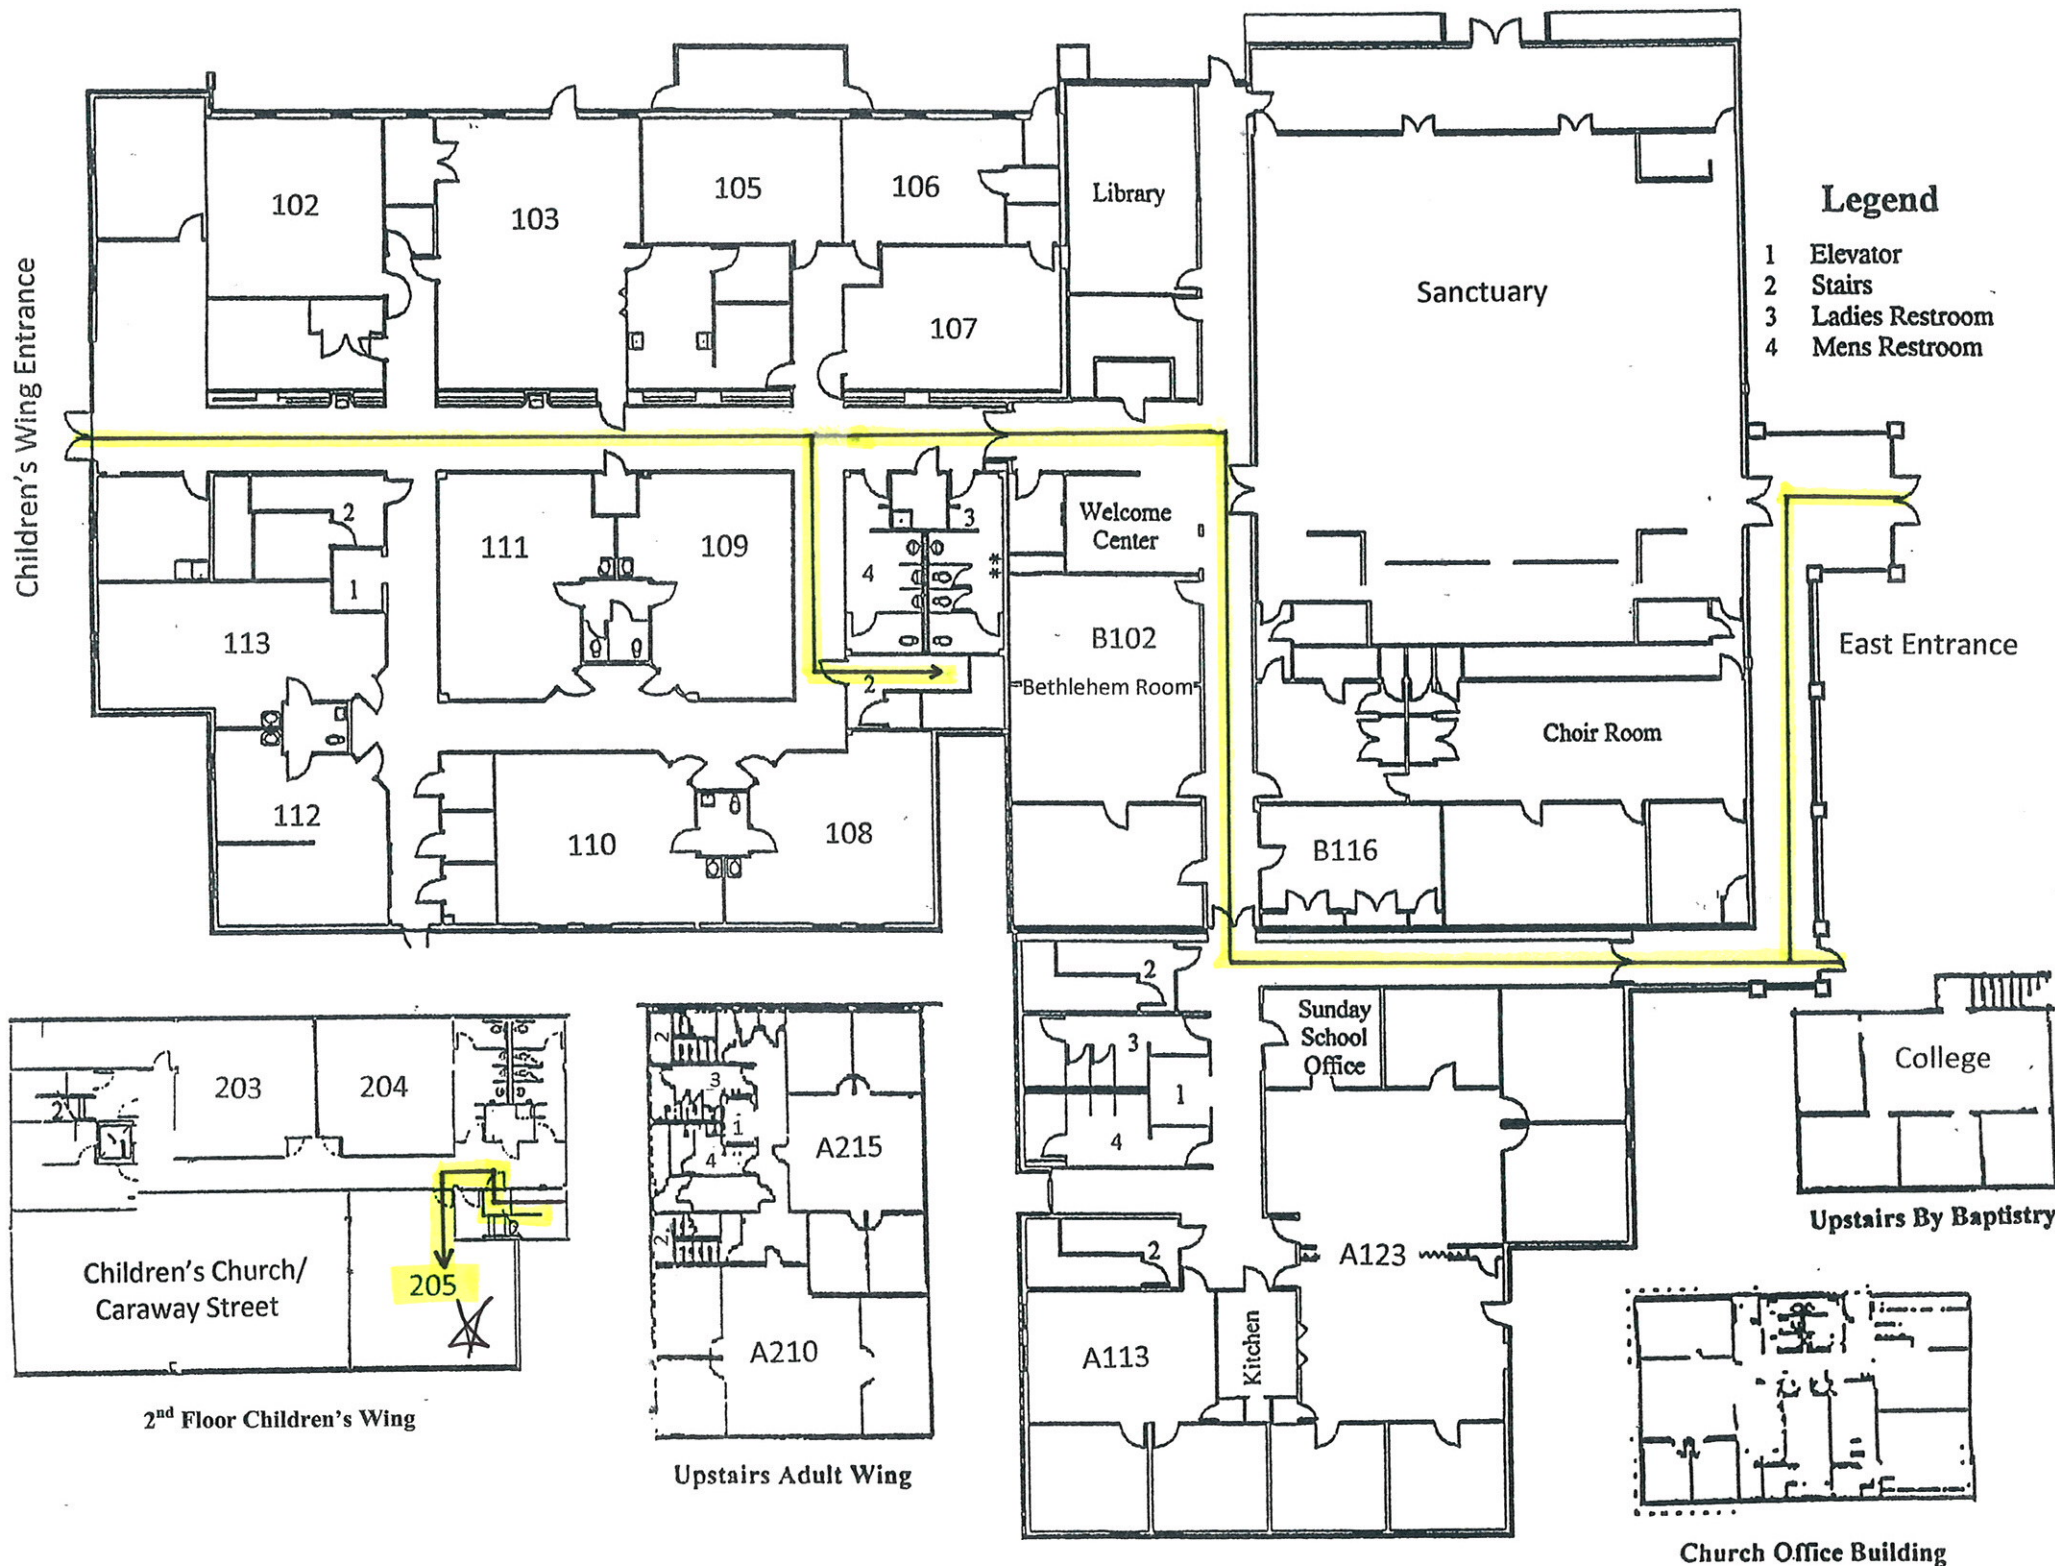 Children's Wing Entrance
102
103
105
106
107
Library
Sanctuary
Legend
1 Elevator
2 Stairs
3 Ladies Restroom
4 Mens Restroom
2
1
111
109
3
4
**
Welcome
Center
113
B102
Bethlehem Room
2
East Entrance
Choir Room
112
110
108
B116
2
Sunday
School
Office
3
1
4
College
Upstairs By Baptistry
203
204
2
1
2
205
Children's Church/
Caraway Street
2nd Floor Children's Wing
2
3
1
4
A215
2
A210
Upstairs Adult Wing
2
A123
A113
Kitchen
Church Office Building